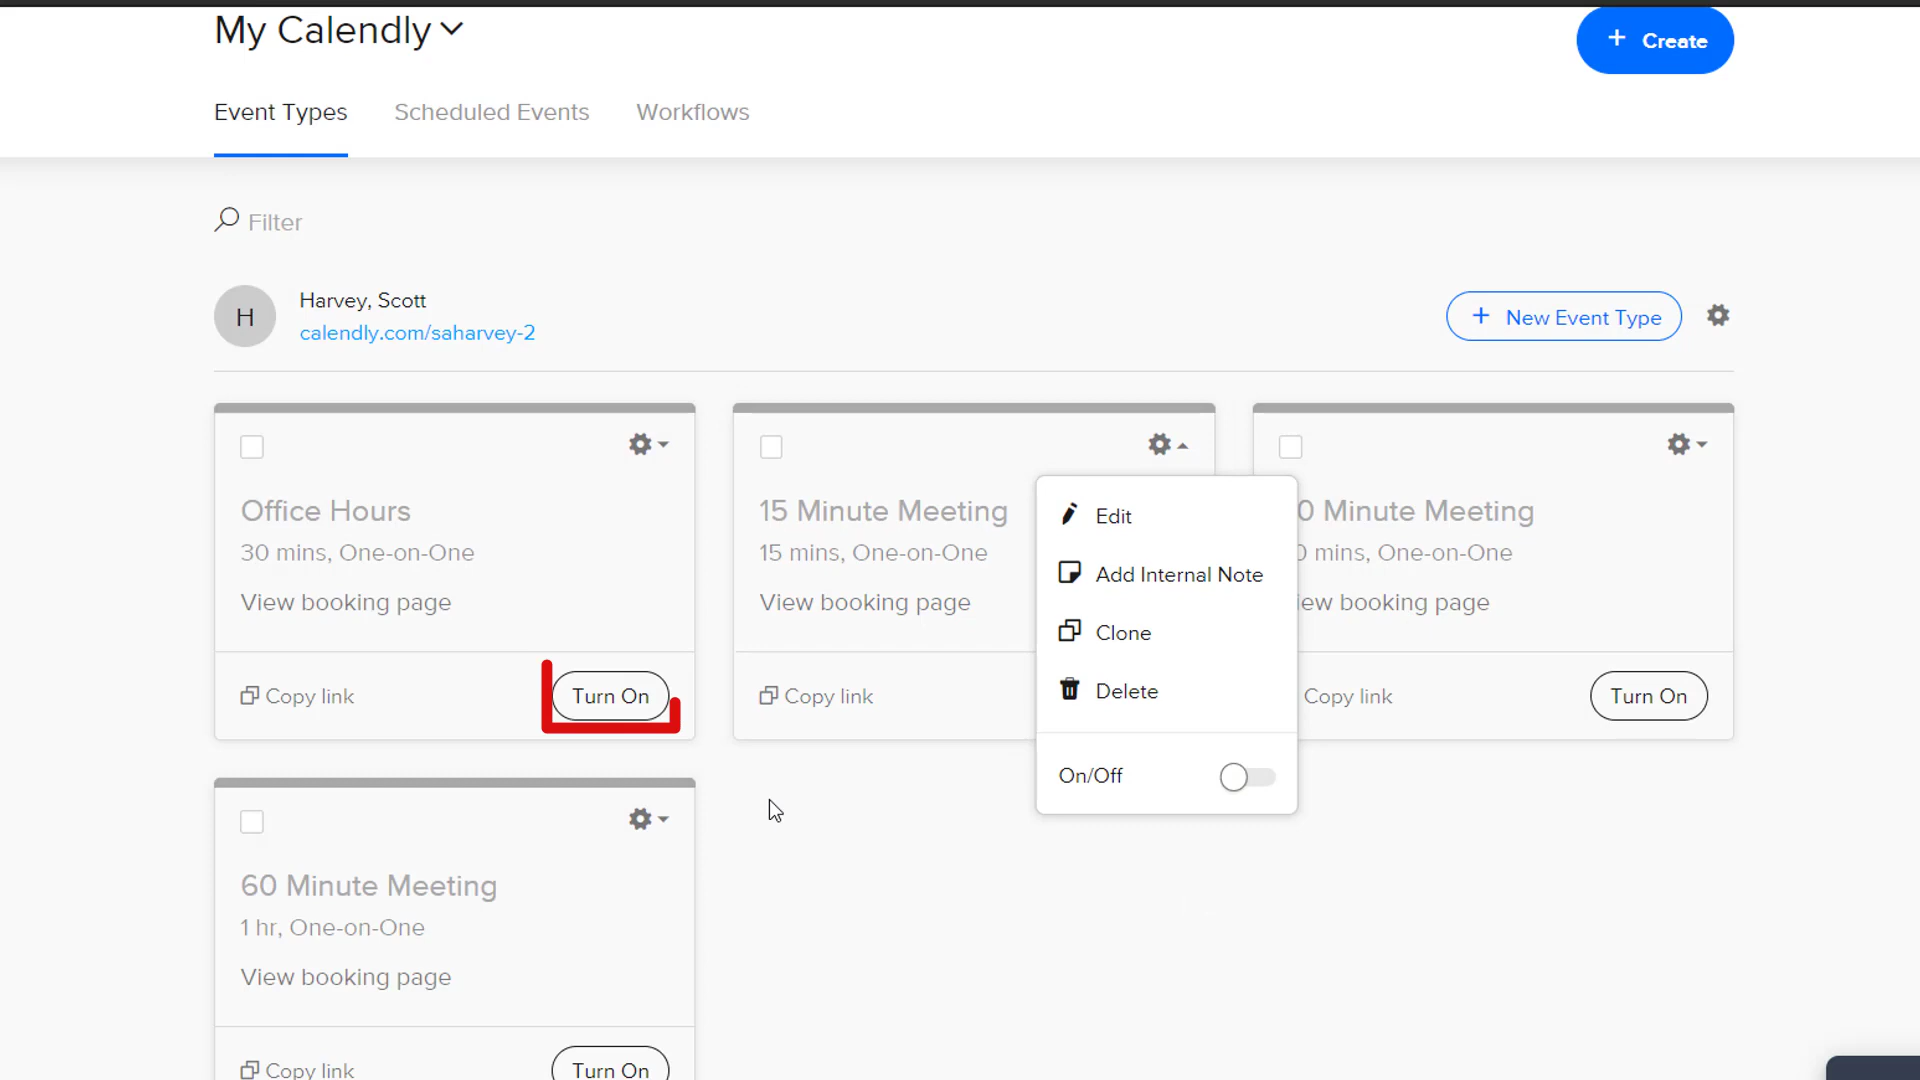 My Calendly
+ Create
Event Types
Scheduled Events
Workflows
Filter
H
Harvey, Scott
calendly.com/saharvey-2
+ New Event Type
Office Hours
30 mins, One-on-One
View booking page
Copy link
Turn On
15 Minute Meeting
15 mins, One-on-One
View booking page
Copy link
Edit
Add Internal Note
Clone
Delete
On/Off
0 Minute Meeting
0 mins, One-on-One
iew booking page
Copy link
Turn On
60 Minute Meeting
1 hr, One-on-One
View booking page
Copy link
Turn On